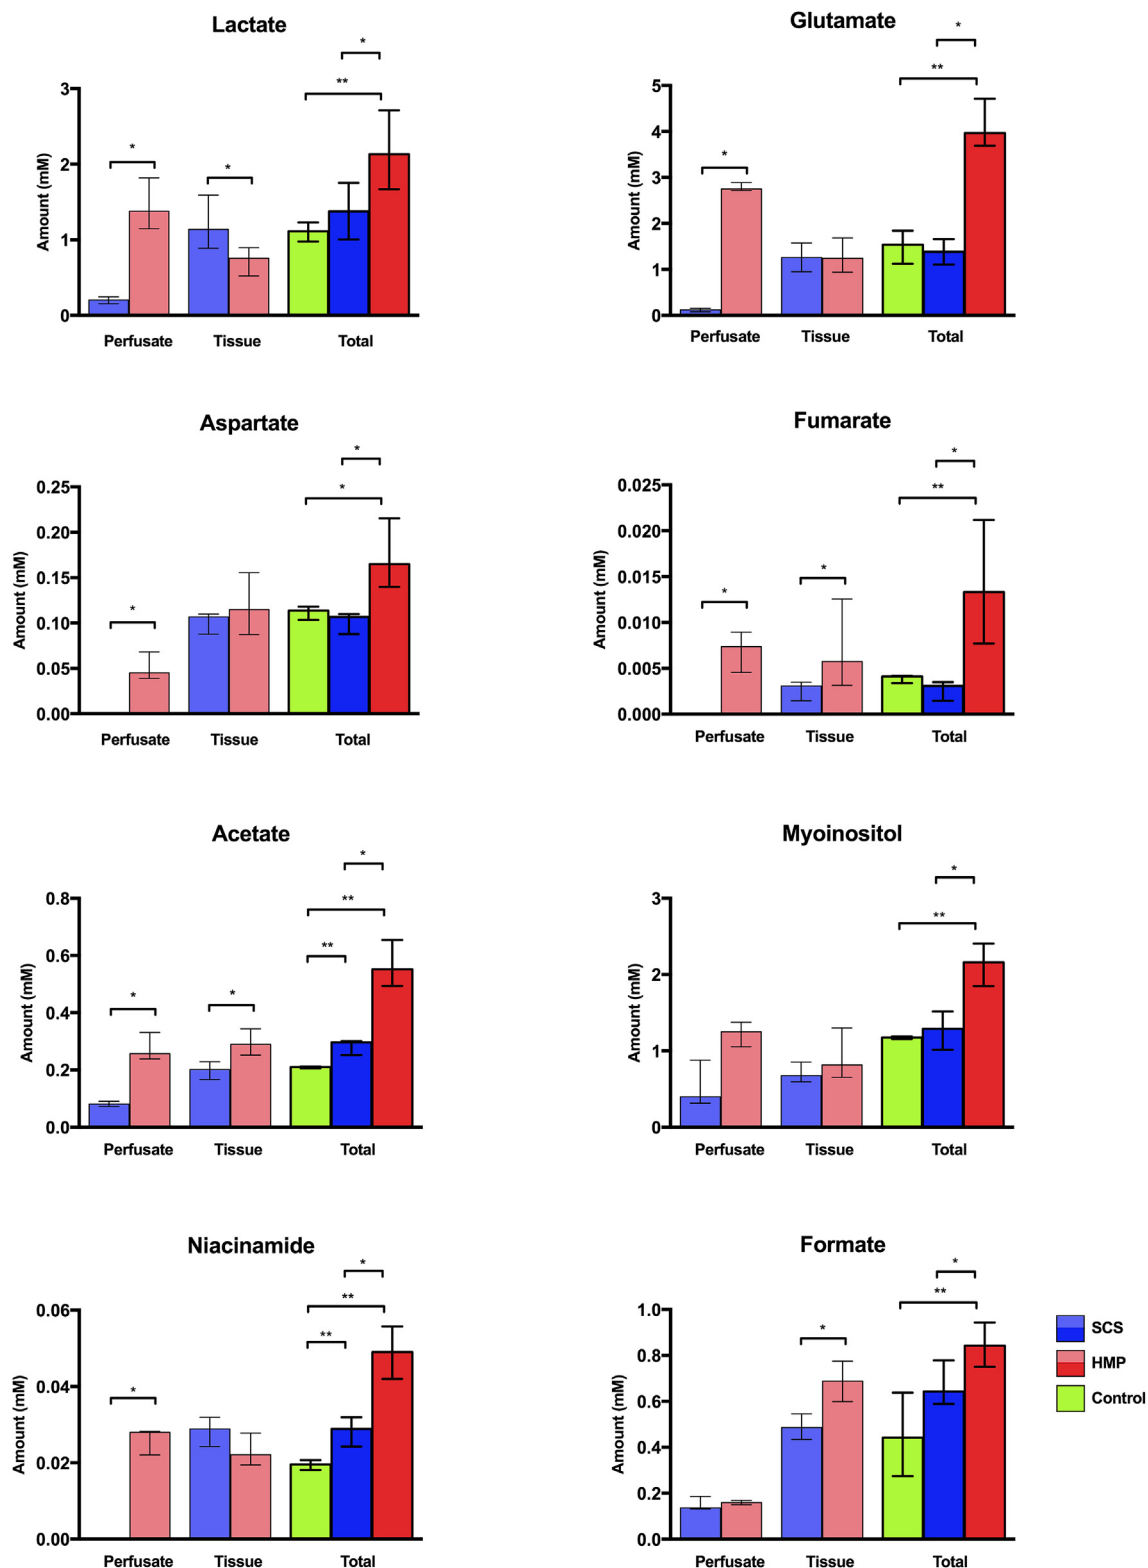 Lactate
*
**
*
*
3
2
1
0
Amount (mM)
Perfusate Tissue Total
Glutamate
*
**
*
5
4
3
2
1
0
Amount (mM)
Perfusate Tissue Total
Aspartate
*
*
*
0.25
0.20
0.15
0.10
0.05
0.00
Amount (mM)
Perfusate Tissue Total
Fumarate
*
**
*
*
0.025
0.020
0.015
0.010
0.005
0.000
Amount (mM)
Perfusate Tissue Total
Acetate
*
**
**
*
*
0.8
0.6
0.4
0.2
0.0
Amount (mM)
Perfusate Tissue Total
Myoinositol
*
**
3
2
1
0
Amount (mM)
Perfusate Tissue Total
Niacinamide
*
**
**
*
0.06
0.04
0.02
0.00
Amount (mM)
Perfusate Tissue Total
Formate
*
**
*
1.0
0.8
0.6
0.4
0.2
0.0
Amount (mM)
Perfusate Tissue Total
SCS
HMP
Control